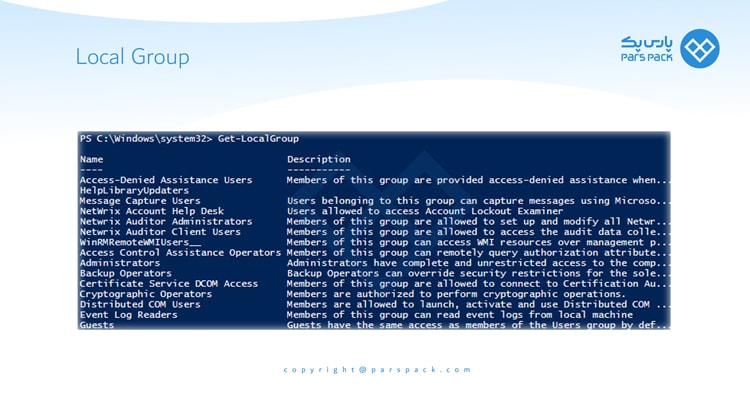 Local Group
پارس پک
PARS PACK
PS C:\Windows\system32> Get-LocalGroup
Name Description
---- -----------
Access-Denied Assistance Users Members of this group are provided access-denied assistance when...
HelpLibraryUpdaters
Message Capture Users Users belonging to this group can capture messages using Microso...
NetWrix Account Help Desk Users allowed to access Account Lockout Examiner
Netwrix Auditor Administrators Members of this group are allowed to set up and modify all Netwr...
Netwrix Auditor Client Users Members of this group are allowed to access the audit data colle...
WinRMRemoteWMIUsers__ Members of this group can access WMI resources over management p...
Access Control Assistance Operators Members of this group can remotely query authorization attribute...
Administrators Administrators have complete and unrestricted access to the comp...
Backup Operators Backup Operators can override security restrictions for the sole...
Certificate Service DCOM Access Members of this group are allowed to connect to Certification Au...
Cryptographic Operators Members are authorized to perform cryptographic operations.
Distributed COM Users Members are allowed to launch, activate and use Distributed COM ...
Event Log Readers Members of this group can read event logs from local machine
Guests Guests have the same access as members of the Users group by def...
copyright@parspack.com